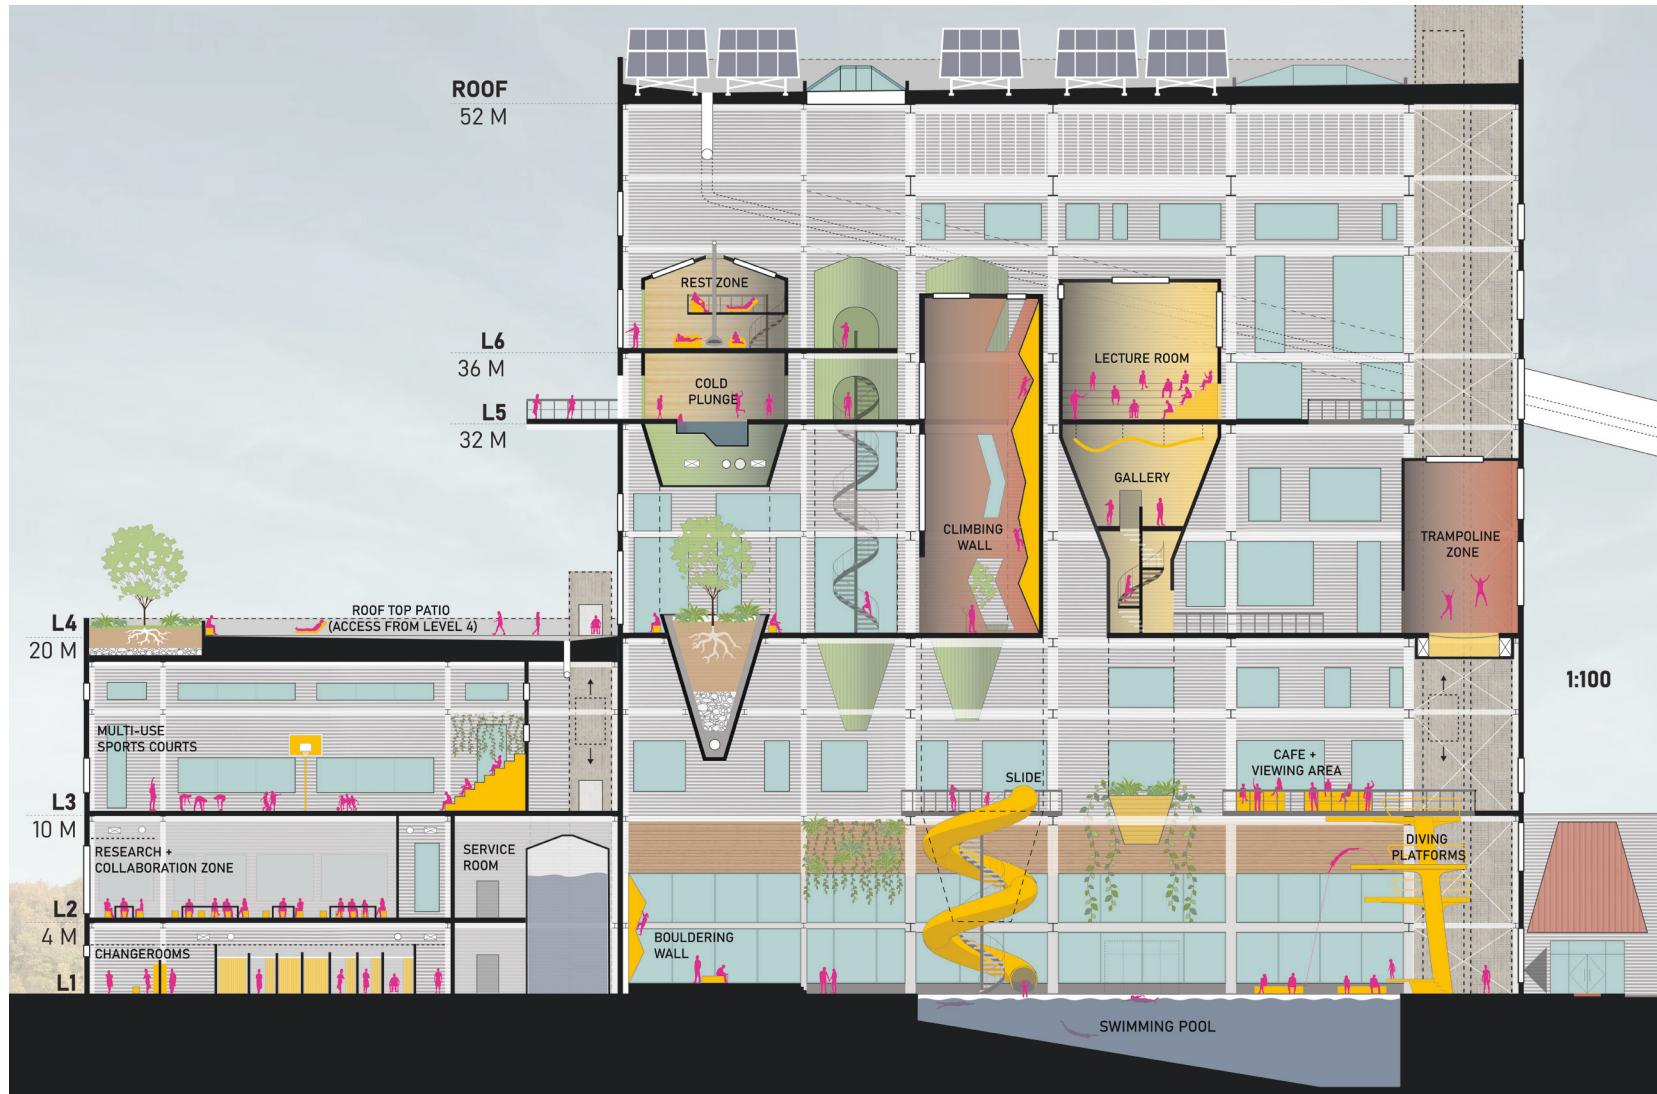 ROOF
52 M
REST ZONE
L6
36 M
COLD
PLUNGE
LECTURE ROOM
L5
32 M
GALLERY
CLIMBING
WALL
TRAMPOLINE
ZONE
ROOF TOP PATIO
(ACCESS FROM LEVEL 4)
L4
20 M
1:100
MULTI-USE
SPORTS COURTS
CAFE +
VIEWING AREA
SLIDE
L3
10 M
RESEARCH +
COLLABORATION ZONE
SERVICE
ROOM
DIVING
PLATFORMS
L2
4 M
BOULDERING
WALL
CHANGEROOMS
L1
SWIMMING POOL